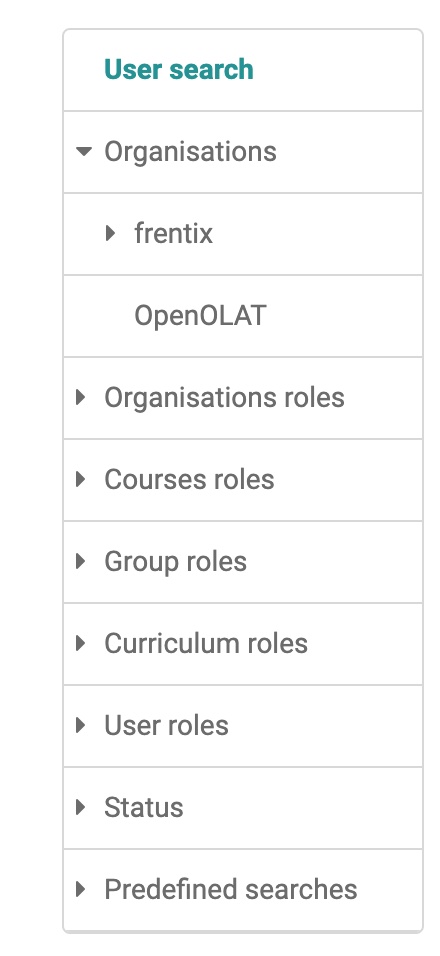 User search
Organisations
frentix
OpenOLAT
Organisations roles
Courses roles
Group roles
Curriculum roles
User roles
Status
Predefined searches